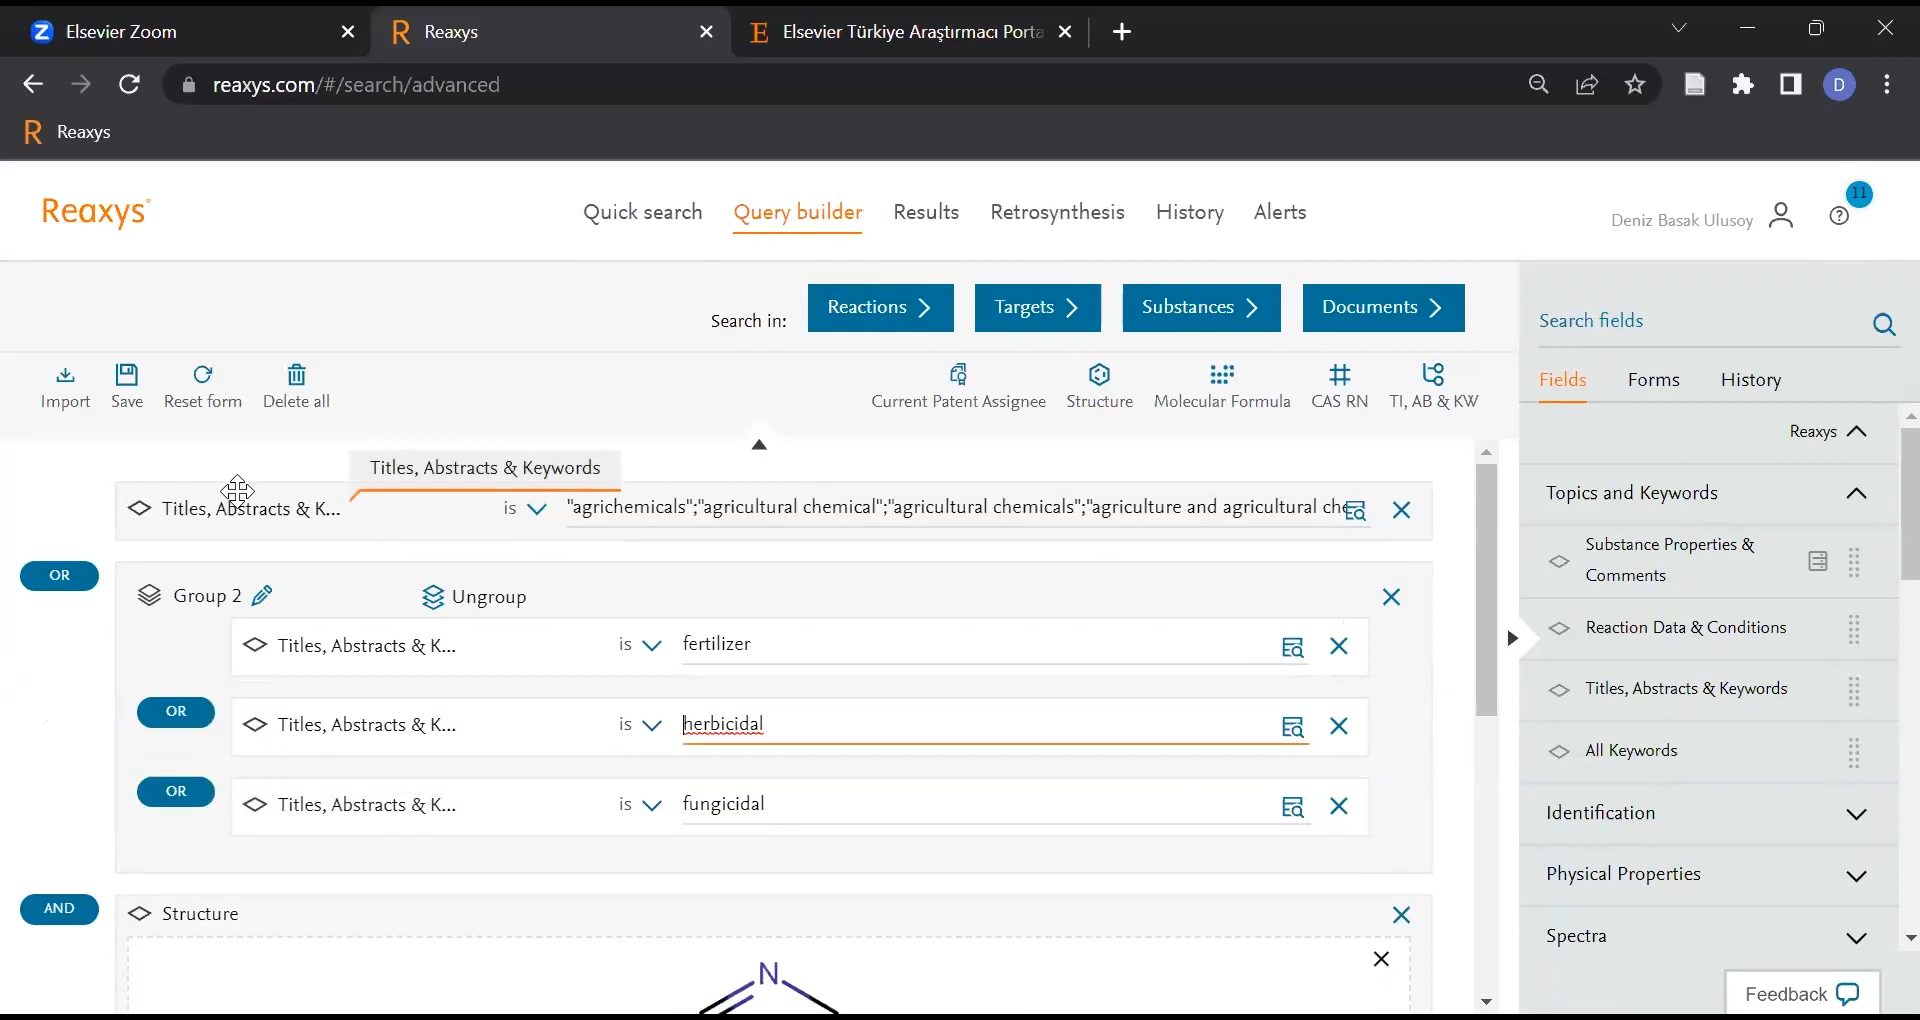 Elsevier Zoom
Reaxys
Elsevier Türkiye Araştırmacı Porta
reaxys.com/#/search/advanced
D
Reaxys
Reaxys
Quick search
Query builder
Results
Retrosynthesis
History
Alerts
Deniz Basak Ulusoy
11
Search in:
Reactions
Targets
Substances
Documents
Import
Save
Reset form
Delete all
Current Patent Assignee
Structure
Molecular Formula
CAS RN
TI, AB & KW
Titles, Abstracts & Keywords
Titles, Abstracts & K...
is
"agrichemicals";"agricultural chemical";"agricultural chemicals";"agriculture and agricultural che
OR
Group 2
Ungroup
Titles, Abstracts & K...
is
fertilizer
OR
Titles, Abstracts & K...
is
herbicidal
OR
Titles, Abstracts & K...
is
fungicidal
AND
Structure
N
Search fields
Fields
Forms
History
Reaxys
Topics and Keywords
Substance Properties &
Comments
Reaction Data & Conditions
Titles, Abstracts & Keywords
All Keywords
Identification
Physical Properties
Spectra
Feedback